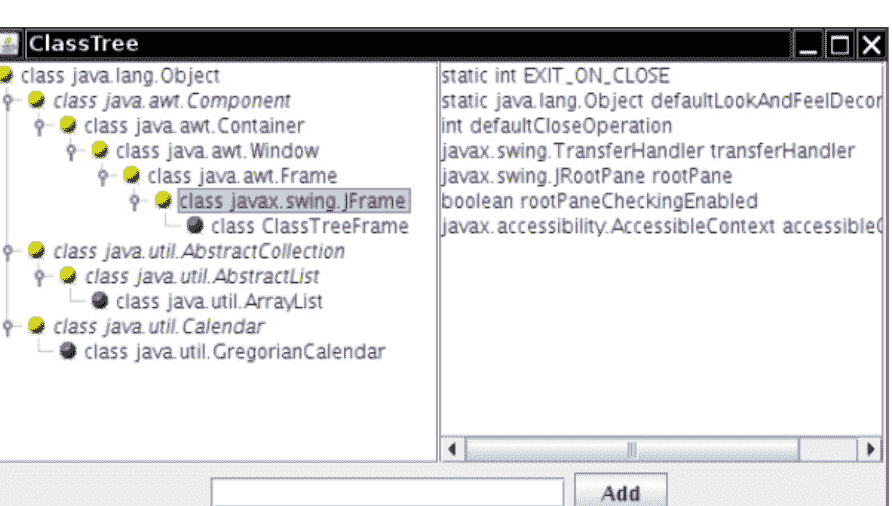 ClassTree
class java.lang.Object
class java.awt.Component
class java.awt.Container
class java.awt.Window
class java.awt.Frame
class javax.swing.JFrame
class ClassTreeFrame
class java.util.AbstractCollection
class java.util.AbstractList
class java.util.ArrayList
class java.util.Calendar
class java.util.GregorianCalendar
static int EXIT_ON_CLOSE
static java.lang.Object defaultLookAndFeelDecor
int defaultCloseOperation
javax.swing.TransferHandler transferHandler
javax.swing.JRootPane rootPane
boolean rootPaneCheckingEnabled
javax.accessibility.AccessibleContext accessible
Add